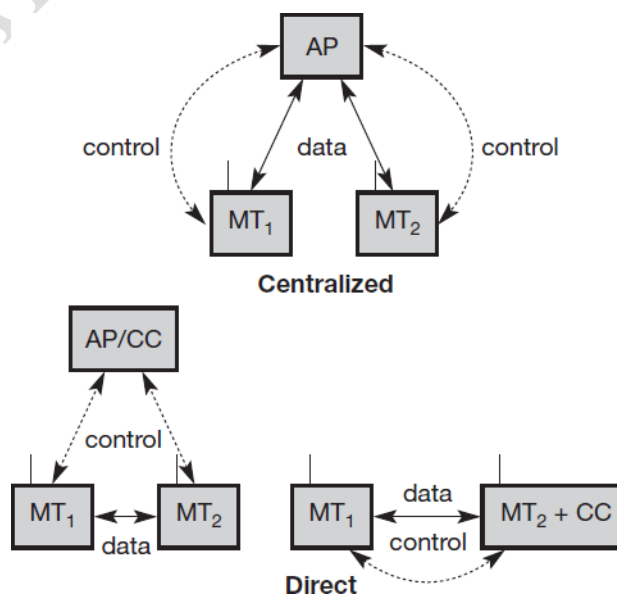 AP
control
data
control
MT₁
MT₂
Centralized
AP/CC
control
MT₁
MT₂
data
MT₁
data
control
MT₂ + CC
Direct